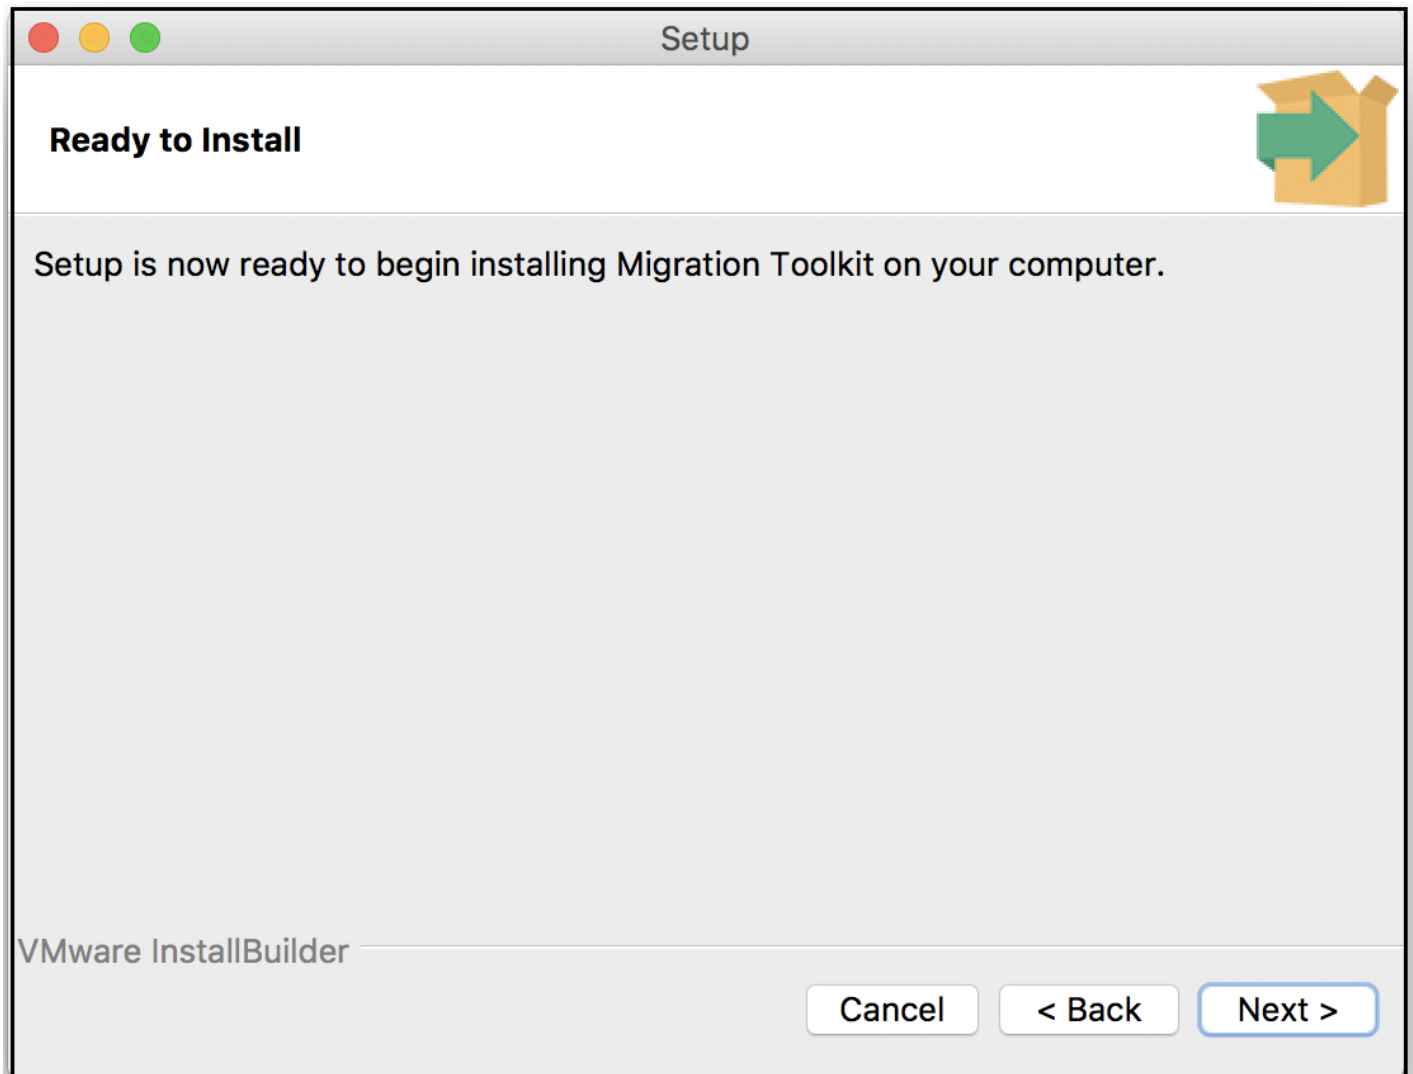 Setup
Ready to Install
Setup is now ready to begin installing Migration Toolkit on your computer.
VMware InstallBuilder
Cancel
< Back
Next >